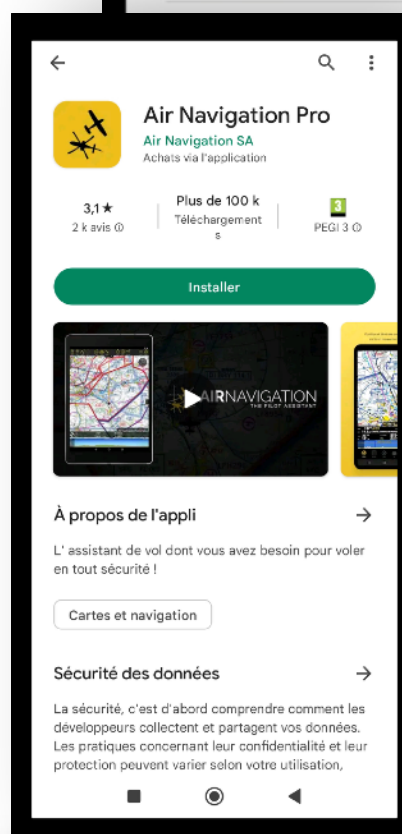 Air Navigation Pro
Air Navigation SA
Achats via l'application
3,1★
2 k avis
Plus de 100 k
Téléchargement
s
3
PEGI 3
Installer
AIRNAVIGATION
THE PILOT ASSISTANT
À propos de l'appli
L' assistant de vol dont vous avez besoin pour voler
en tout sécurité !
Cartes et navigation
Sécurité des données
La sécurité, c'est d'abord comprendre comment les
développeurs collectent et partagent vos données.
Les pratiques concernant leur confidentialité et leur
protection peuvent varier selon votre utilisation,